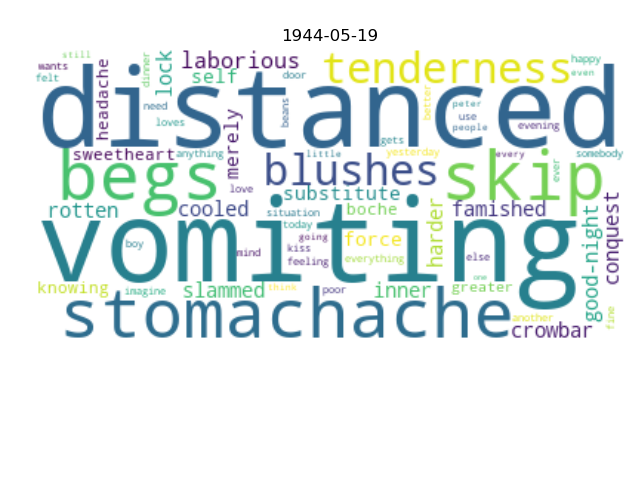 1944-05-19
still
wants
felt
headache
dinner
lock
laborious
self
door
tenderness
happy
even
distanced
need
loves
beans
better
peter
use
people
evening
gets
sweetheart
anything
merely
little
yesterday
every
ever
somebody
begs
blushes
skip
love
substitute
rotten
cooled
situation
boche
harder
famished
today
vomiting
boy
mind
going
kiss
feeling
force
everything
else
good-night
conquest
knowing
imagine
slammed
think
poor
inner
greater
one
stomachache
another
crowbar
fine